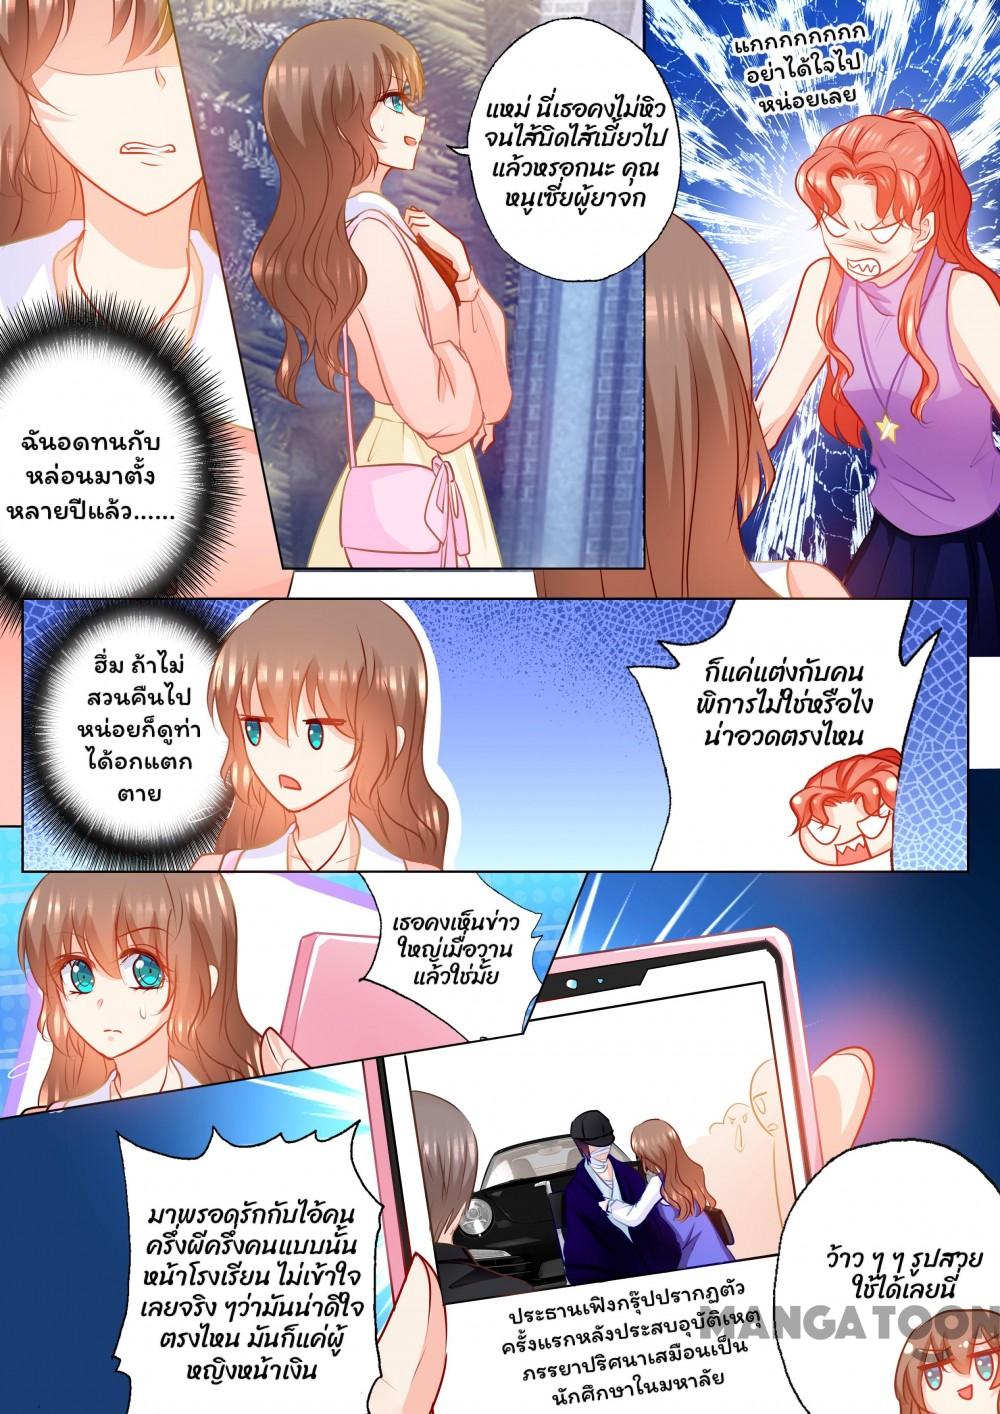 แหม่ นี่เธอคงไม่หิว
จนไส้บิดไส้เบี้ยวไป
แล้วหรอกนะ คุณ
หนูเซี่ยผู้ยาจก
แกกกกกกกกก
อย่าได้ใจไป
หน่อยเลย
ฉันอดทนกับ
หล่อนมาตั้ง
หลายปีแล้ว......
ฮึ่ม ถ้าไม่
สวนคืนไป
หน่อยก็ดูท่า
ได้อกแตก
ตาย
ก็แค่แต่งกับคน
พิการไม่ใช่หรือไง
น่าอวดตรงไหน
เธอคงเห็นข่าว
ใหญ่เมื่อวาน
แล้วใช่มั้ย
มาพรอดรักกับไอ้คน
ครึ่งผีครึ่งคนแบบนั้น
หน้าโรงเรียน ไม่เข้าใจ
เลยจริง ๆว่ามันน่าดีใจ
ตรงไหน มันก็แค่ผู้
หญิงหน้าเงิน
ประธานเฟิงกรุ๊ปปรากฏตัว
ครั้งแรกหลังประสบอุบัติเหตุ
ภรรยาปริศนาเสมือนเป็น
นักศึกษาในมหาลัย
ว้าว ๆ ๆ รูปสวย
ใช้ได้เลยนี่
MANGATOON